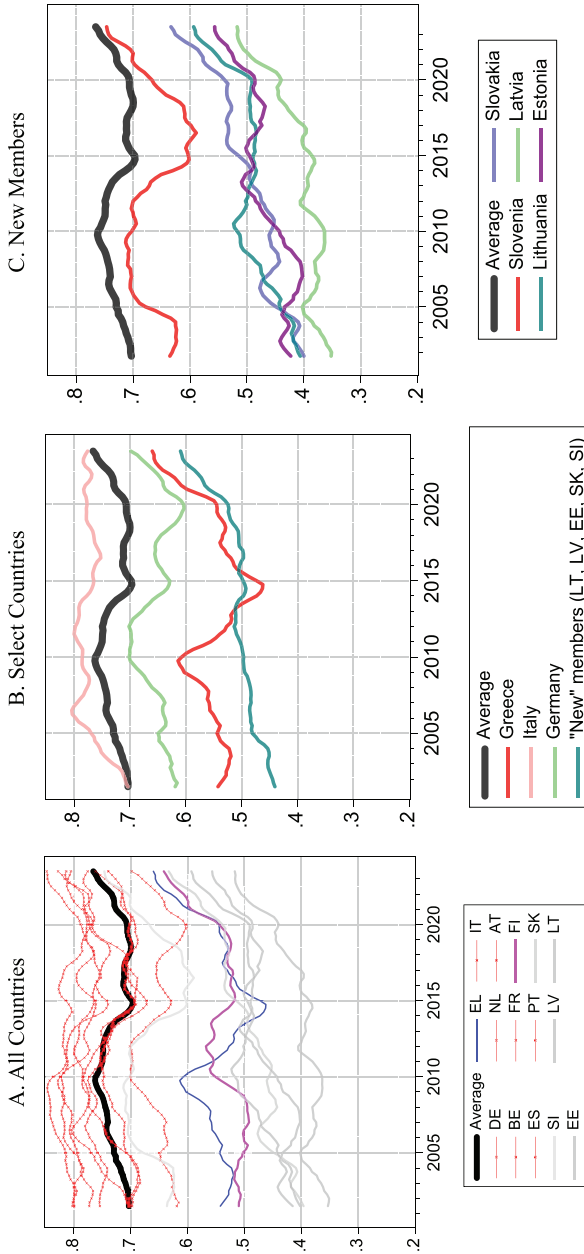 A. All Countries
.8
.7
.6
.5
.4
.3
.2
2005 2010 2015 2020
Average EL IT
DE NL AT
BE FR FI
ES PT SK
SI LV LT
EE
B. Select Countries
.8
.7
.6
.5
.4
.3
.2
2005 2010 2015 2020
Average
Greece
Italy
Germany
"New" members (LT, LV, EE, SK, SI)
C. New Members
.8
.7
.6
.5
.4
.3
.2
2005 2010 2015 2020
Average Slovakia
Slovenia Latvia
Lithuania Estonia